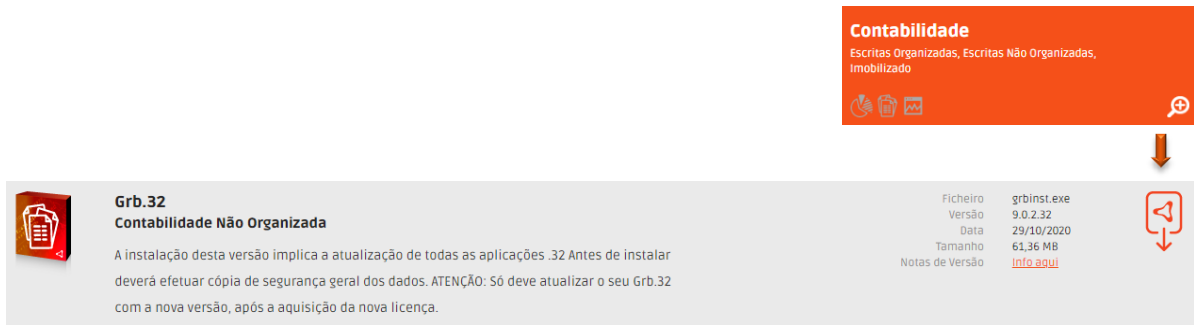 Contabilidade
Escritas Organizadas, Escritas Não Organizadas,
Imobilizado
Grb.32
Contabilidade Não Organizada
A instalação desta versão implica a atualização de todas as aplicações .32 Antes de instalar
deverá efetuar cópia de segurança geral dos dados. ATENÇÃO: Só deve atualizar o seu Grb.32
com a nova versão, após a aquisição da nova licença.
Ficheiro grbinst.exe
Versão 9.0.2.32
Data 29/10/2020
Tamanho 61,36 MB
Notas de Versão Info aqui